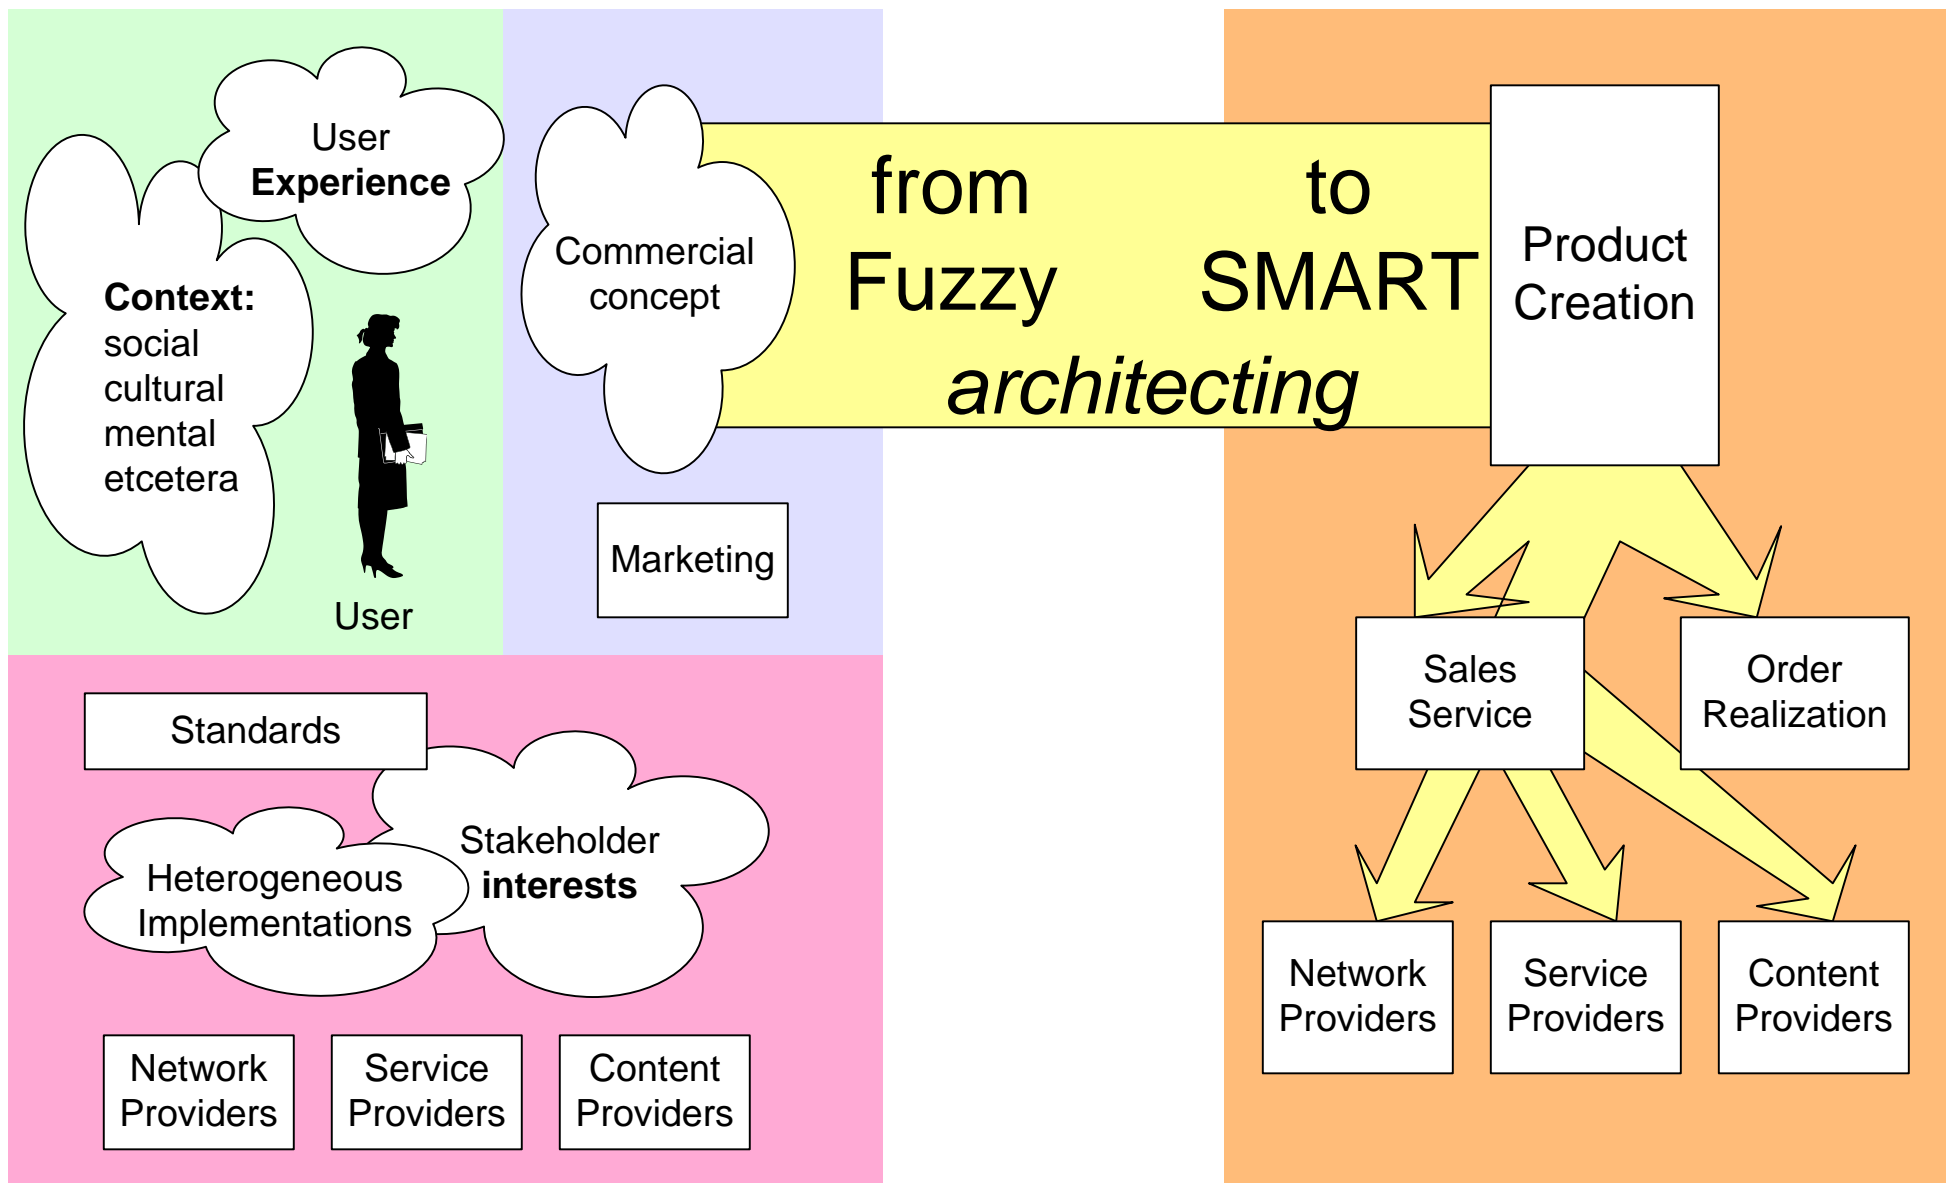 User
Experience
Context:
social
cultural
mental
etcetera
User
Commercial
concept
Marketing
from to
Fuzzy SMART
architecting
Product
Creation
Sales
Service
Order
Realization
Network
Providers
Service
Providers
Content
Providers
Standards
Stakeholder
interests
Heterogeneous
Implementations
Network
Providers
Service
Providers
Content
Providers